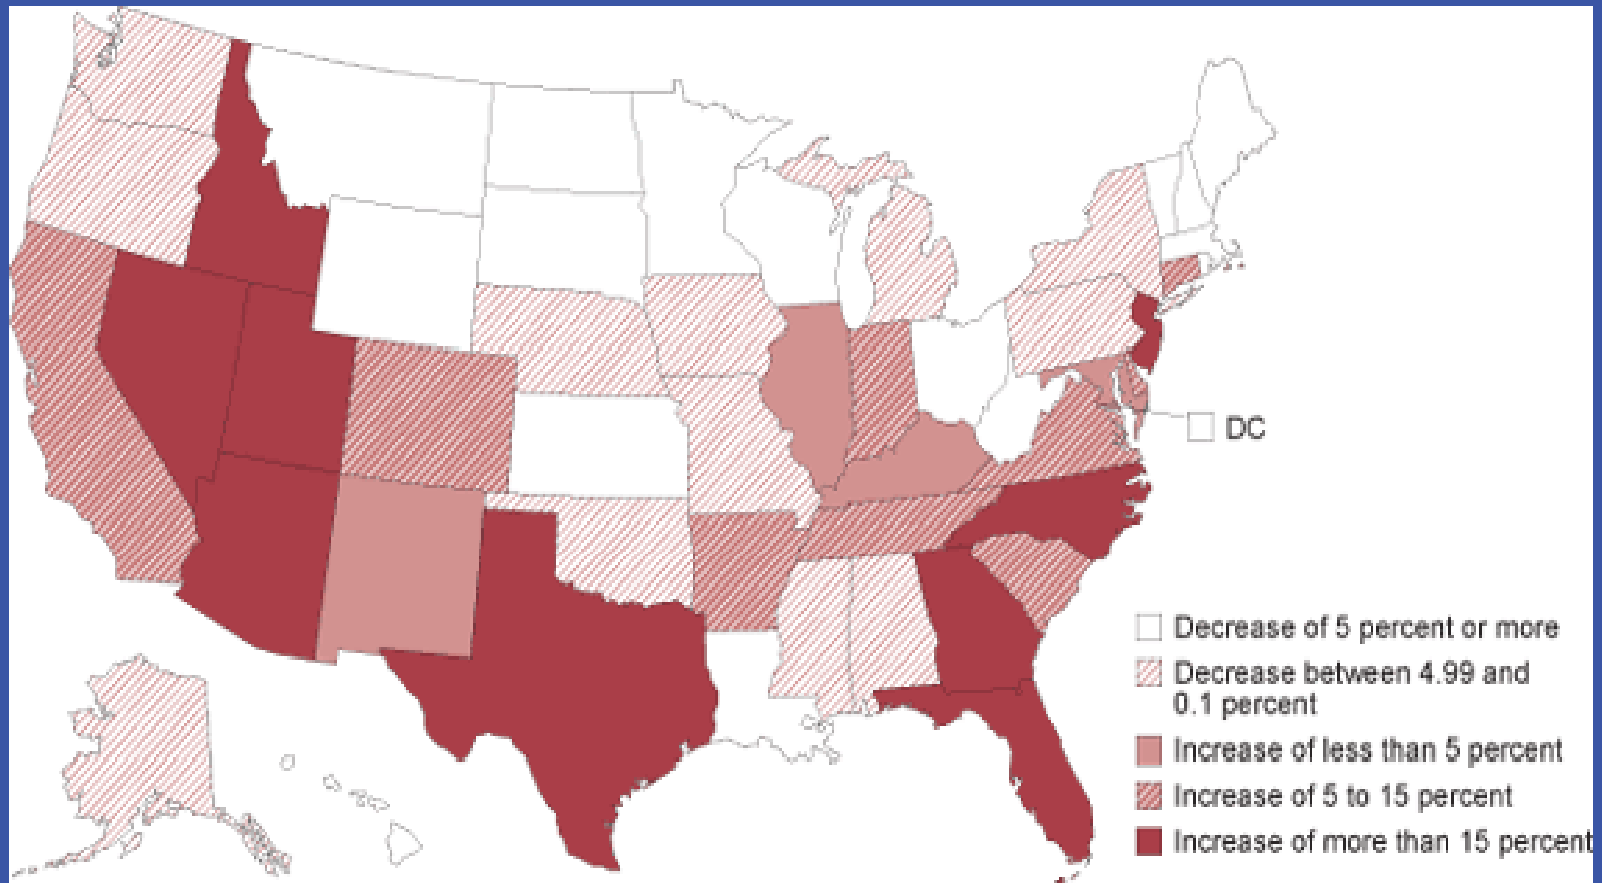 DC
Decrease of 5 percent or more
Decrease between 4.99 and
0.1 percent
Increase of less than 5 percent
Increase of 5 to 15 percent
Increase of more than 15 percent